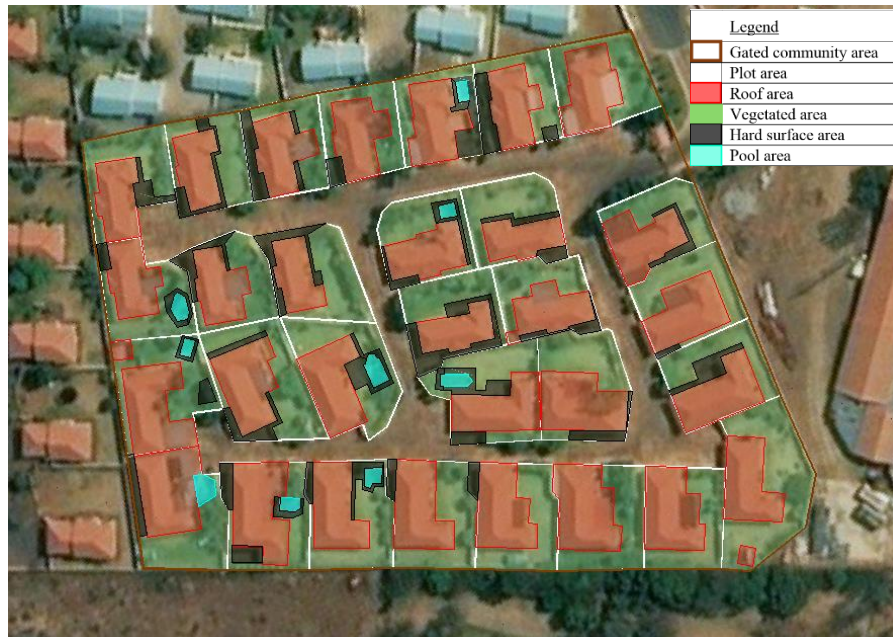 Legend
Gated community area
Plot area
Roof area
Vegetated area
Hard surface area
Pool area